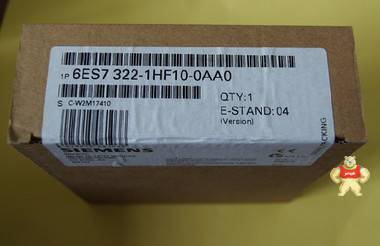 1P 6ES7 322-1HF10-0AA0
S C-W2M17410
QTY:1
E-STAND:04
(Version)
SIEMENS